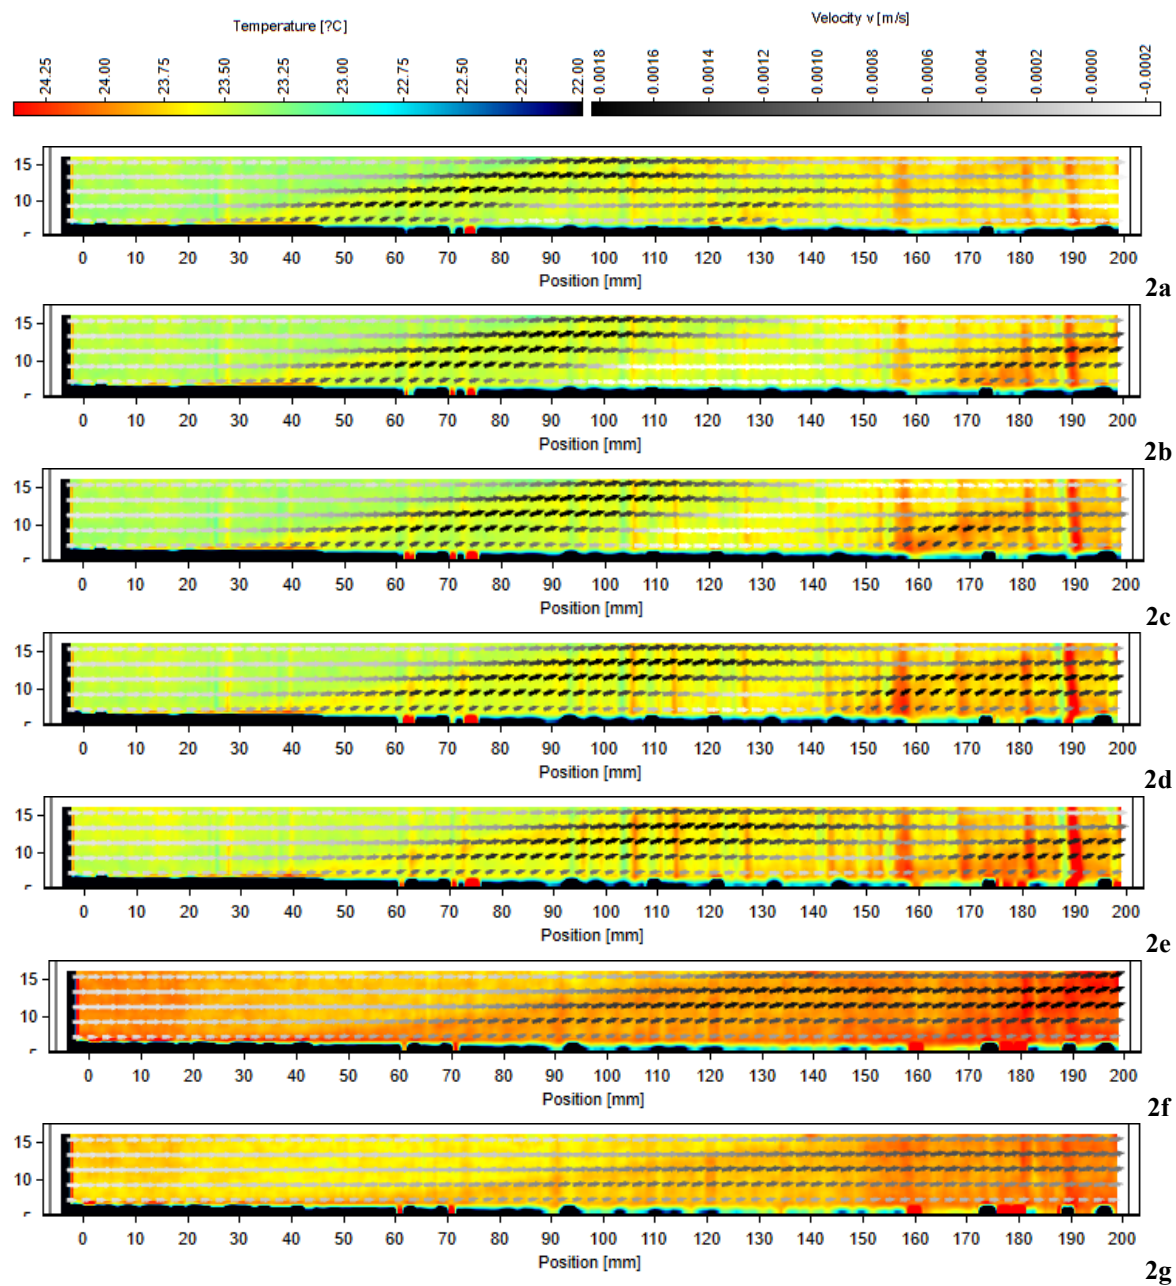 Temperature [?C]
Velocity v [m/s]
24.25 24.00 23.75 23.50 23.25 23.00 22.75 22.50 22.25 22.00 0.0018 0.0016 0.0014 0.0012 0.0010 0.0008 0.0006 0.0004 0.0002 0.0000 -0.0002
15
10
0 10 20 30 40 50 60 70 80 90 100 110 120 130 140 150 160 170 180 190 200
Position [mm]
2a
15
10
0 10 20 30 40 50 60 70 80 90 100 110 120 130 140 150 160 170 180 190 200
Position [mm]
2b
15
10
0 10 20 30 40 50 60 70 80 90 100 110 120 130 140 150 160 170 180 190 200
Position [mm]
2c
15
10
0 10 20 30 40 50 60 70 80 90 100 110 120 130 140 150 160 170 180 190 200
Position [mm]
2d
15
10
0 10 20 30 40 50 60 70 80 90 100 110 120 130 140 150 160 170 180 190 200
Position [mm]
2e
15
10
0 10 20 30 40 50 60 70 80 90 100 110 120 130 140 150 160 170 180 190 200
Position [mm]
2f
15
10
0 10 20 30 40 50 60 70 80 90 100 110 120 130 140 150 160 170 180 190 200
Position [mm]
2g